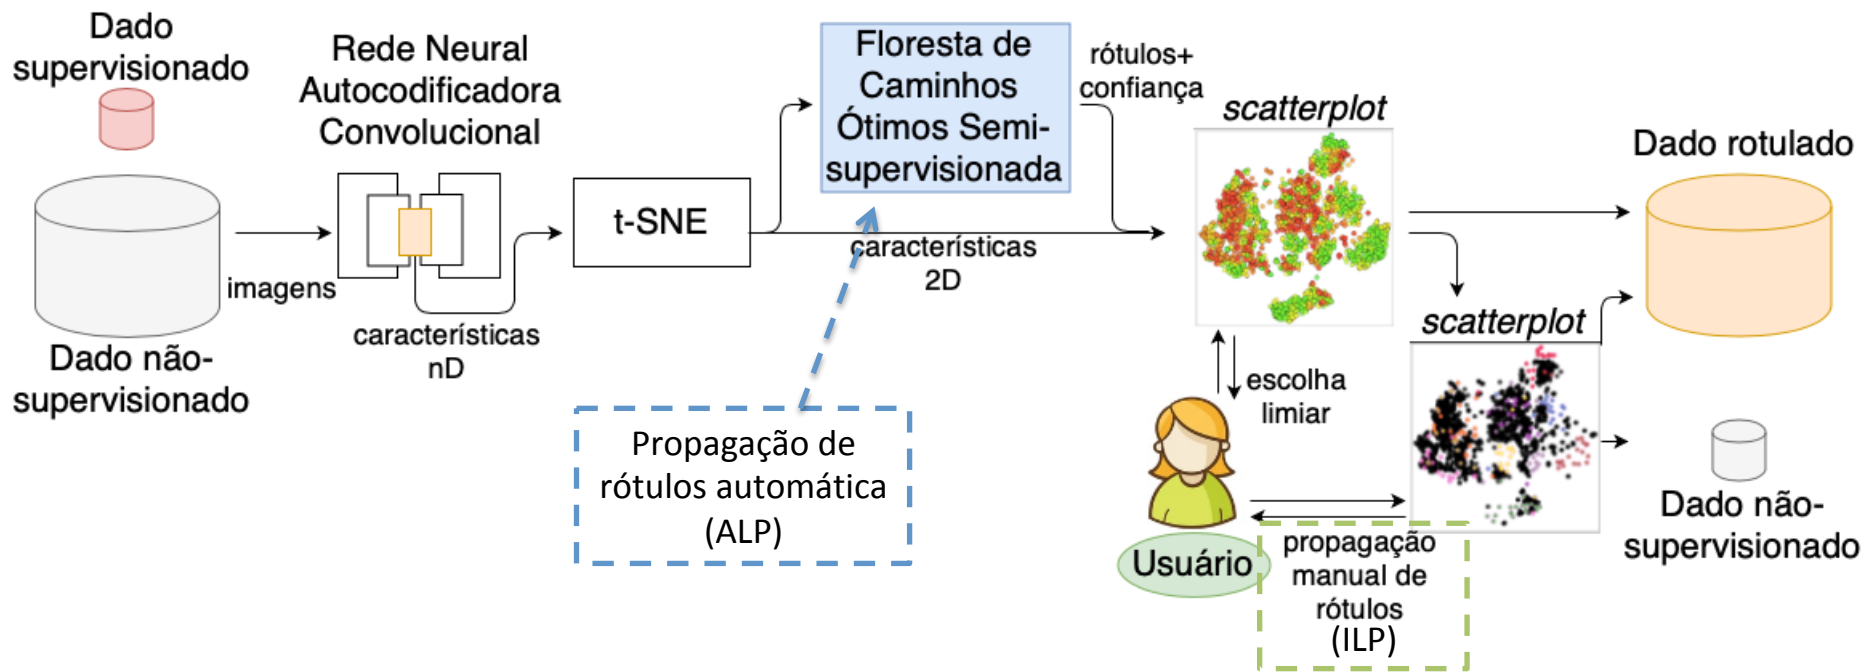 Dado
supervisionado
Dado não-
supervisionado
imagens
Rede Neural
Autocodificadora
Convolucional
características
nD
t-SNE
Floresta de
Caminhos
Ótimos Semi-
supervisionada
rótulos+
confiança
características
2D
Propagação de
rótulos automática
(ALP)
scatterplot
escolha
limiar
Usuário
propagação
manual de
rótulos
(ILP)
scatterplot
Dado rotulado
Dado não-
supervisionado